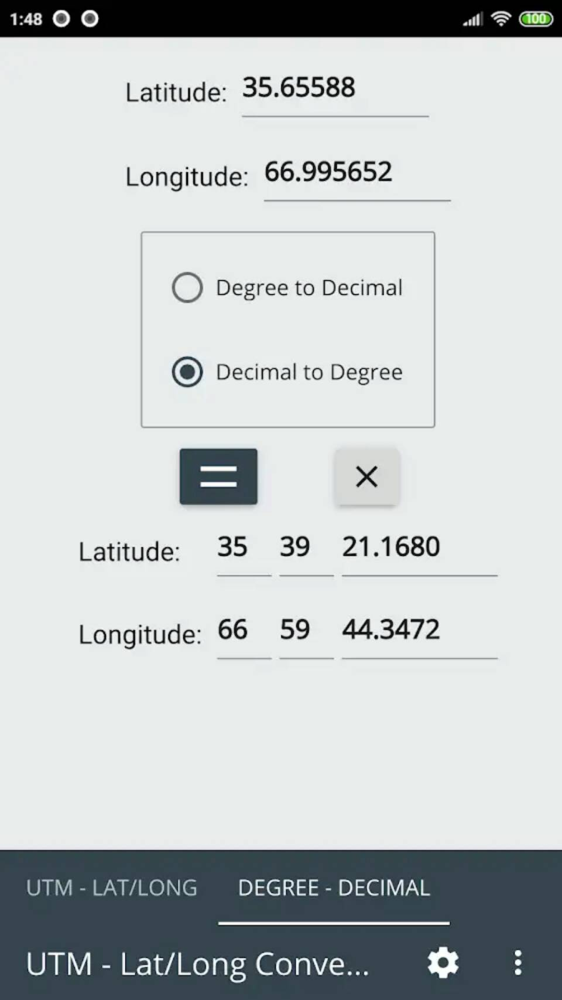 1:48 100
Latitude: 35.65588
Longitude: 66.995652
Degree to Decimal
Decimal to Degree
Latitude: 35 39 21.1680
Longitude: 66 59 44.3472
UTM - LAT/LONG DEGREE - DECIMAL
UTM - Lat/Long Conve...